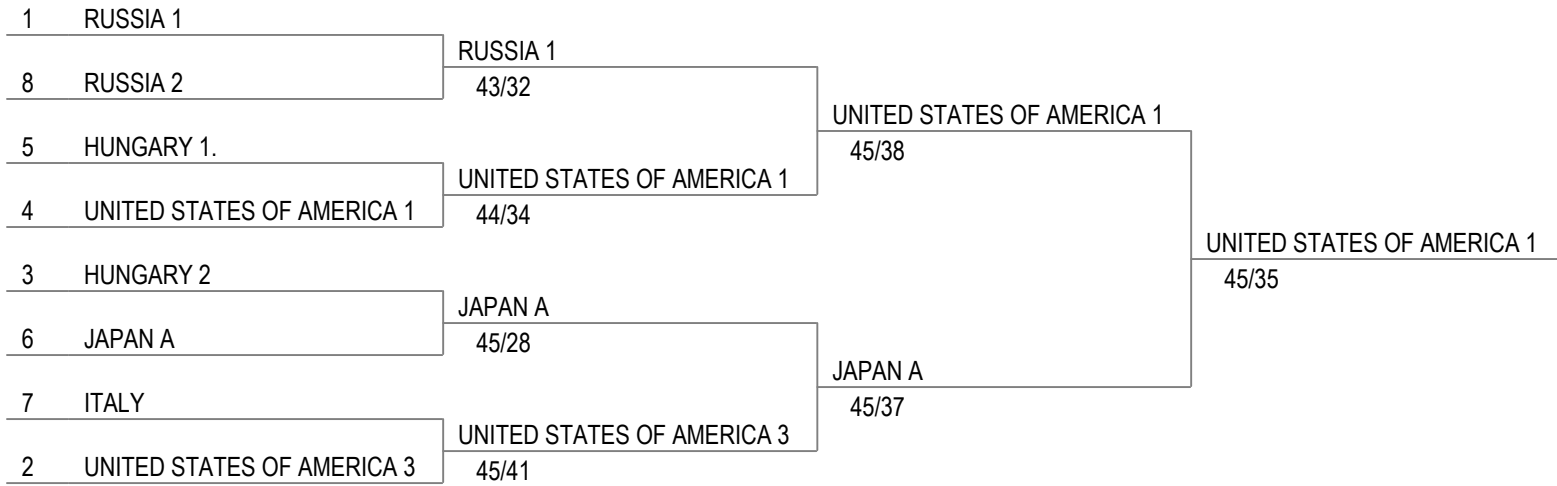 1 RUSSIA 1
RUSSIA 1
8 RUSSIA 2
43/32
UNITED STATES OF AMERICA 1
5 HUNGARY 1.
45/38
UNITED STATES OF AMERICA 1
4 UNITED STATES OF AMERICA 1
44/34
UNITED STATES OF AMERICA 1
3 HUNGARY 2
45/35
JAPAN A
6 JAPAN A
45/28
JAPAN A
7 ITALY
45/37
UNITED STATES OF AMERICA 3
2 UNITED STATES OF AMERICA 3
45/41